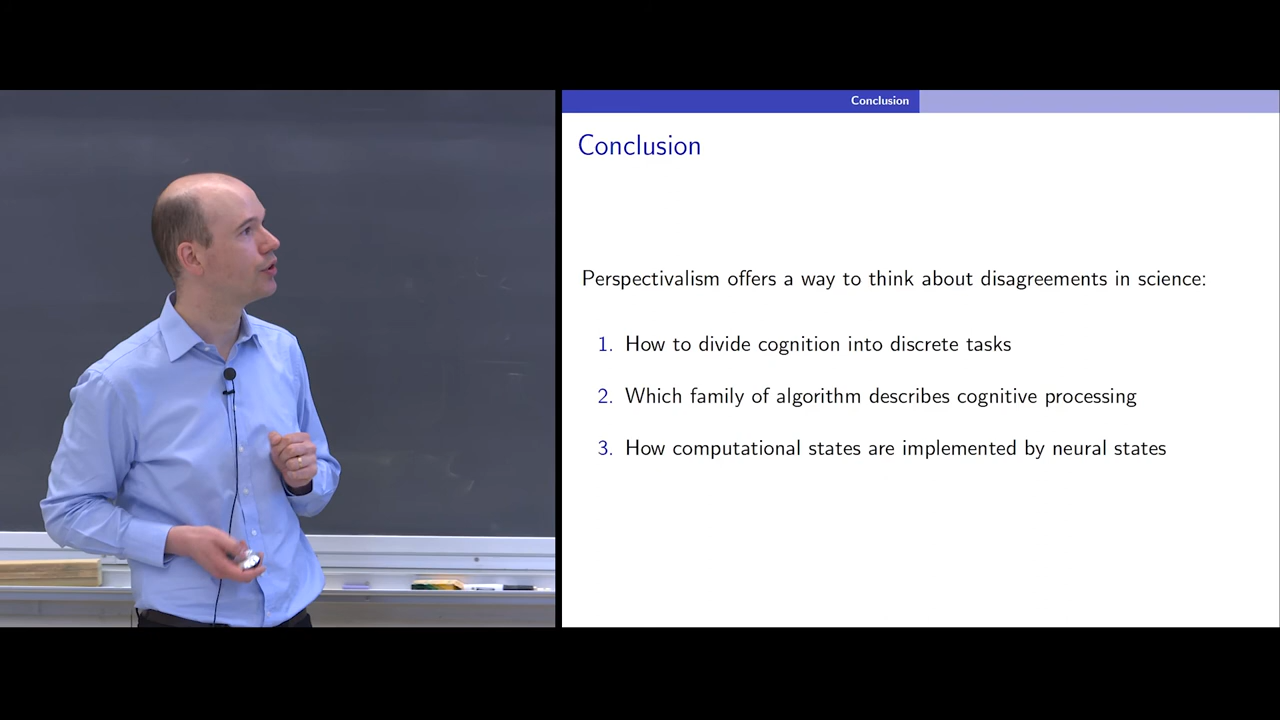 Conclusion
Conclusion
Perspectivalism offers a way to think about disagreements in science:
1. How to divide cognition into discrete tasks
2. Which family of algorithm describes cognitive processing
3. How computational states are implemented by neural states